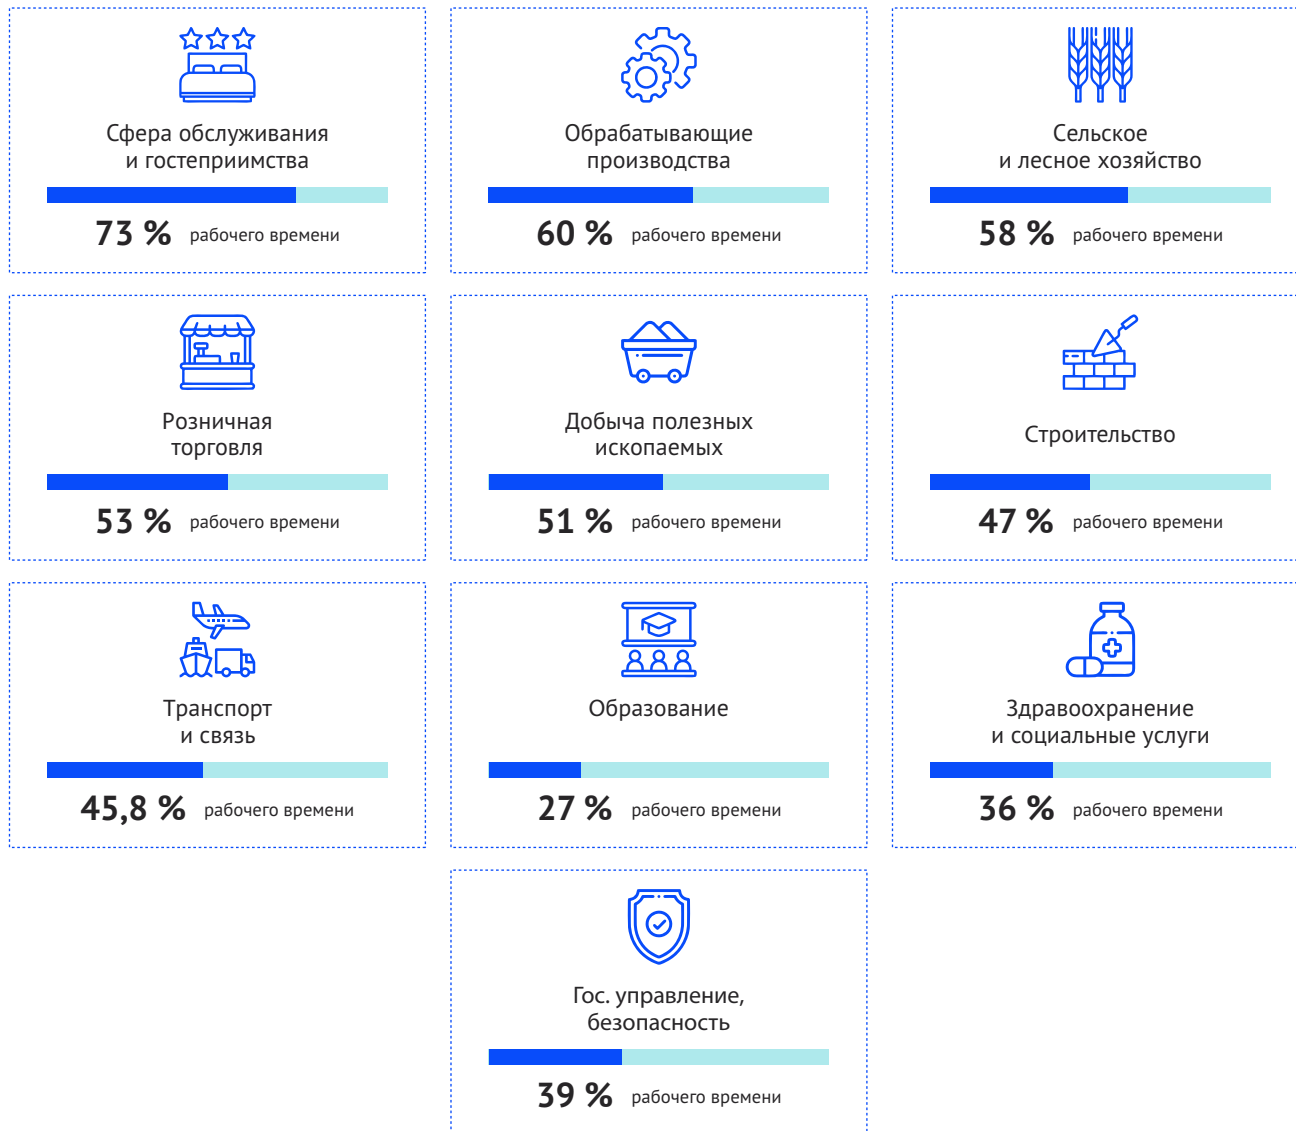 Сфера обслуживания
и гостеприимства
73 % рабочего времени
Обрабатывающие
производства
60 % рабочего времени
Сельское
и лесное хозяйство
58 % рабочего времени
Розничная
торговля
53 % рабочего времени
Добыча полезных
ископаемых
51 % рабочего времени
Строительство
47 % рабочего времени
Транспорт
и связь
45,8 % рабочего времени
Образование
27 % рабочего времени
Здравоохранение
и социальные услуги
36 % рабочего времени
Гос. управление,
безопасность
39 % рабочего времени